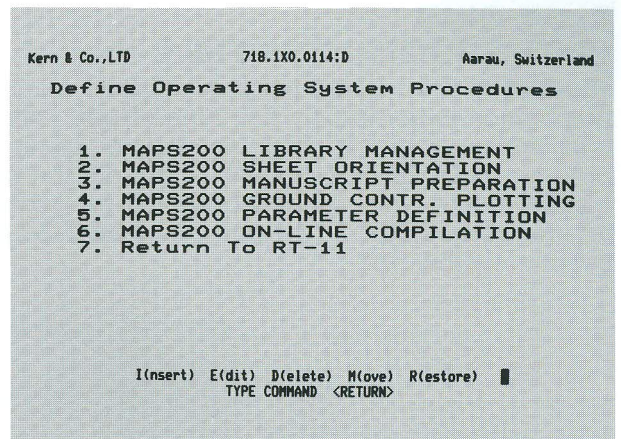 Kern & Co.,LTD 718.1X0.0114:D Aarau, Switzerland
Define Operating System Procedures
1. MAPS200 LIBRARY MANAGEMENT
2. MAPS200 SHEET ORIENTATION
3. MAPS200 MANUSCRIPT PREPARATION
4. MAPS200 GROUND CONTR. PLOTTING
5. MAPS200 PARAMETER DEFINITION
6. MAPS200 ON-LINE COMPILATION
7. Return To RT-11
I(nsert) E(dit) D(elete) M(ove) R(estore)
TYPE COMMAND <RETURN>